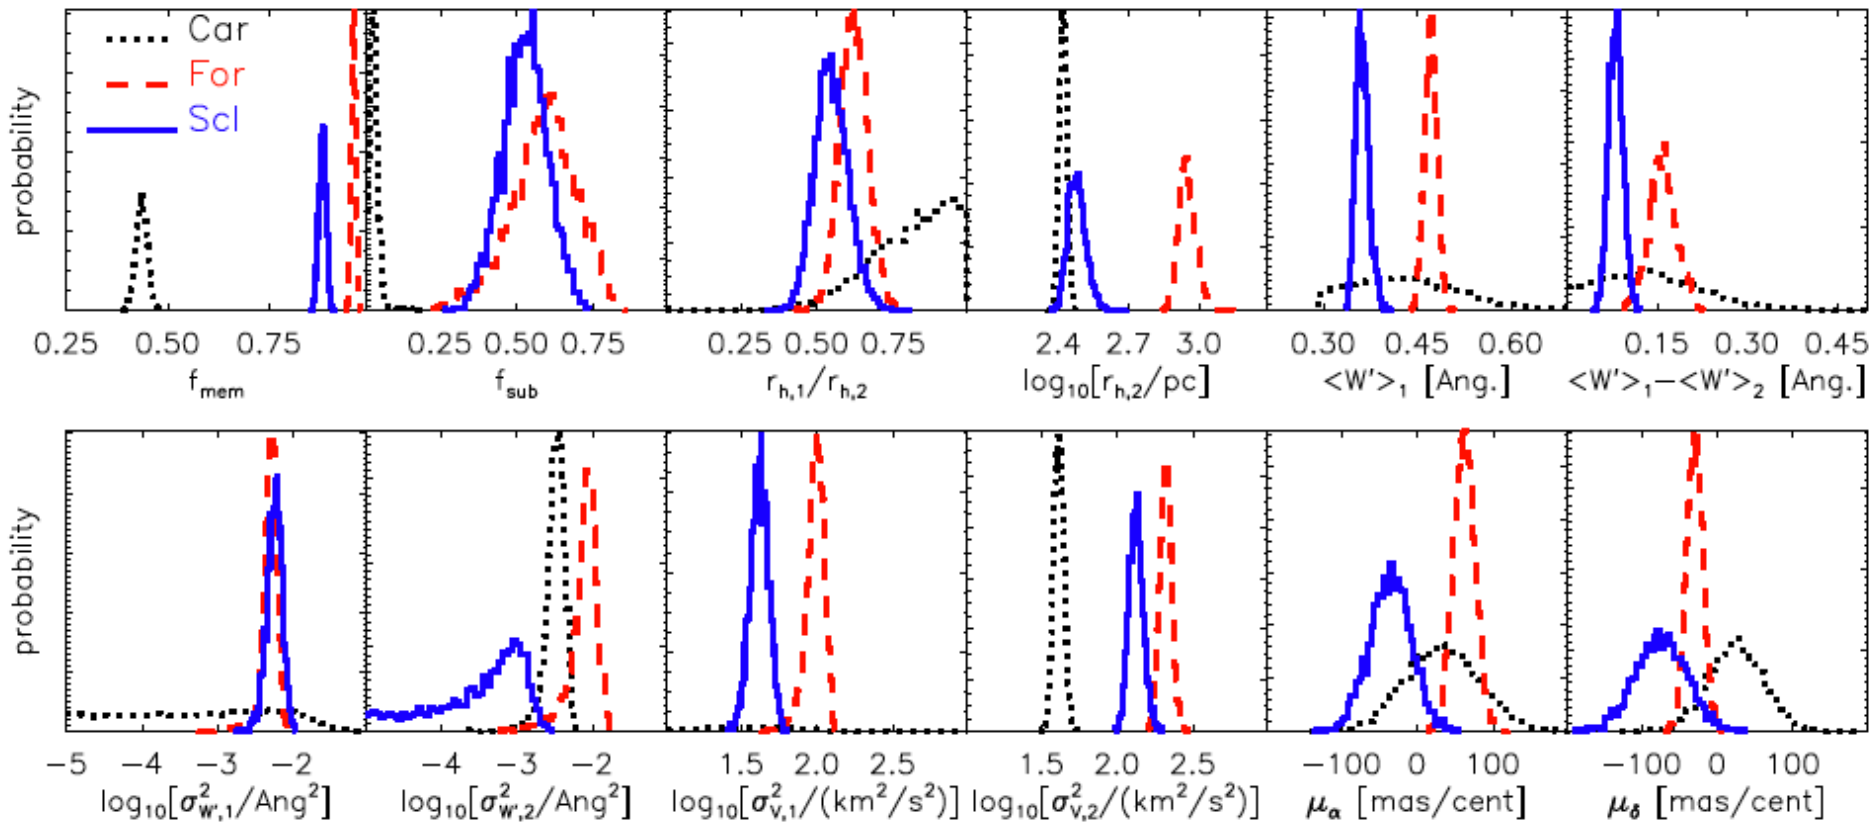 Car
For
Scl
probability
0.25 0.50 0.75 0.25 0.50 0.75 0.50 0.75 2.4 2.7 3.0 0.30 0.45 0.60 0.15 0.30 0.45
f_mem f_sub r_h,1/r_h,2 log₁₀[r_h,2/pc] <W'>₁ [Ang.] <W'>₁−<W'>₂ [Ang.]
probability
−5 −4 −3 −2 −4 −3 −2 1.5 2.0 2.5 1.5 2.0 2.5 −100 0 100 −100 0 100
log₁₀[σ²_W',1/Ang²] log₁₀[σ²_W',2/Ang²] log₁₀[σ²_V,1/(km²/s²)] log₁₀[σ²_V,2/(km²/s²)] μ_α [mas/cent] μ_δ [mas/cent]